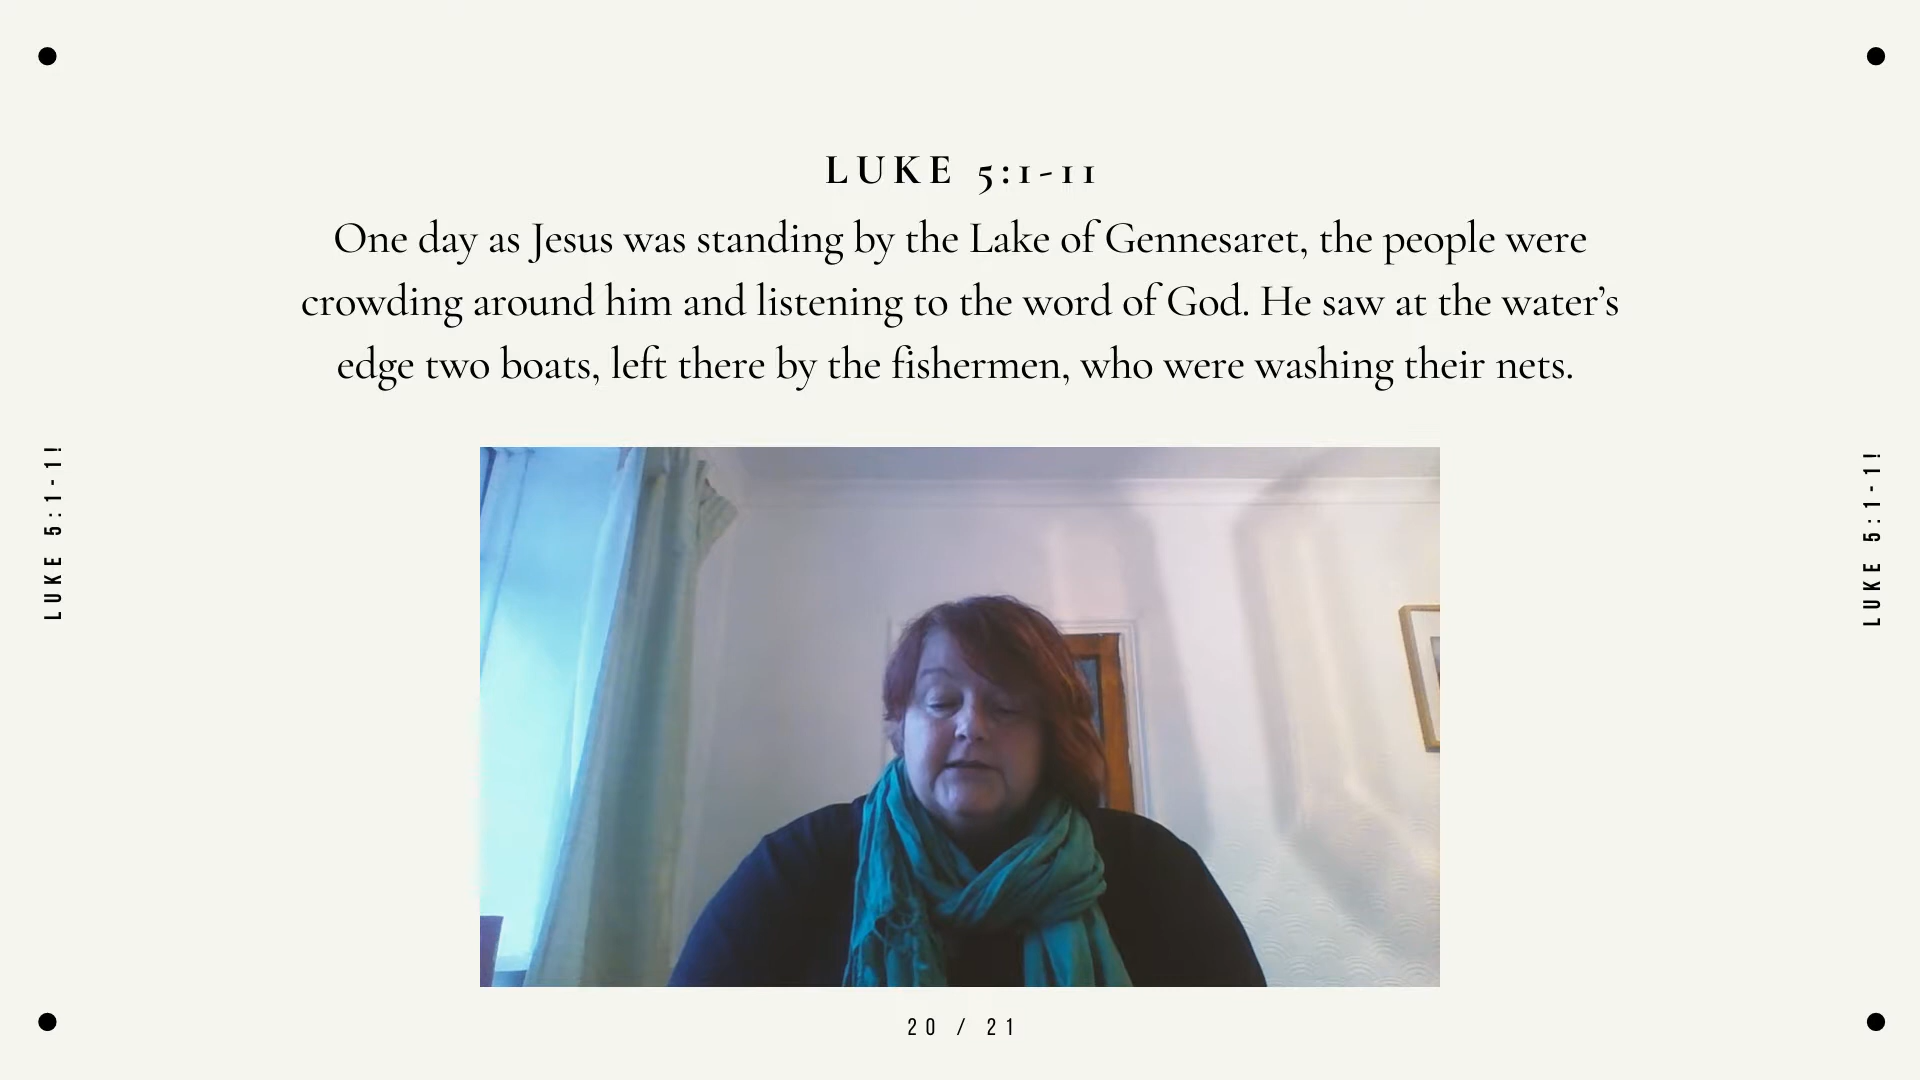 LUKE 5:1-11
One day as Jesus was standing by the Lake of Gennesaret, the people were
crowding around him and listening to the word of God. He saw at the water’s
edge two boats, left there by the fishermen, who were washing their nets.
LUKE 5:1-1!
LUKE 5:1-1!
20 / 21